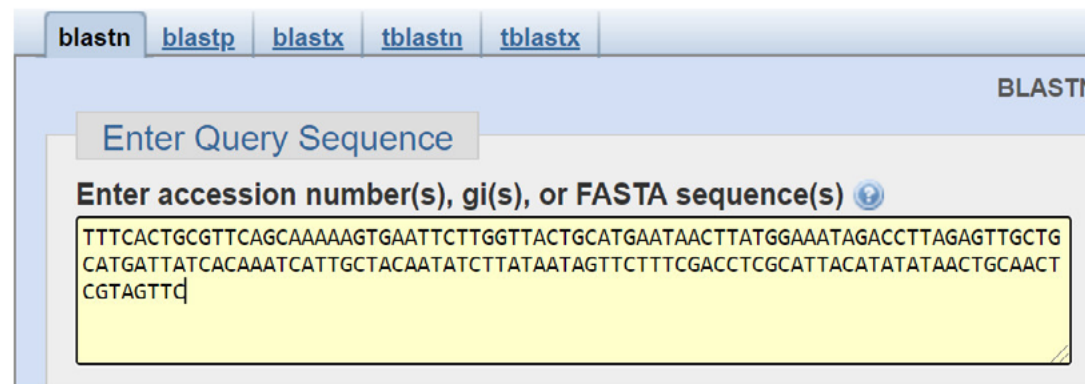 blastn blastp blastx tblastn tblastx
BLASTN
Enter Query Sequence
Enter accession number(s), gi(s), or FASTA sequence(s)
TTTCACTGCGTTCAGCAAAAAGTGAATTCTTGGTTACTGCATGAATAACTTATGGAAATAGACCTTAGAGTTGCTG
CATGATTATCACAAATCATTGCTACAATATCTTATAATAGTTCTTTCGACCTCGCATTACATATATAACTGCAACT
CGTAGTTC